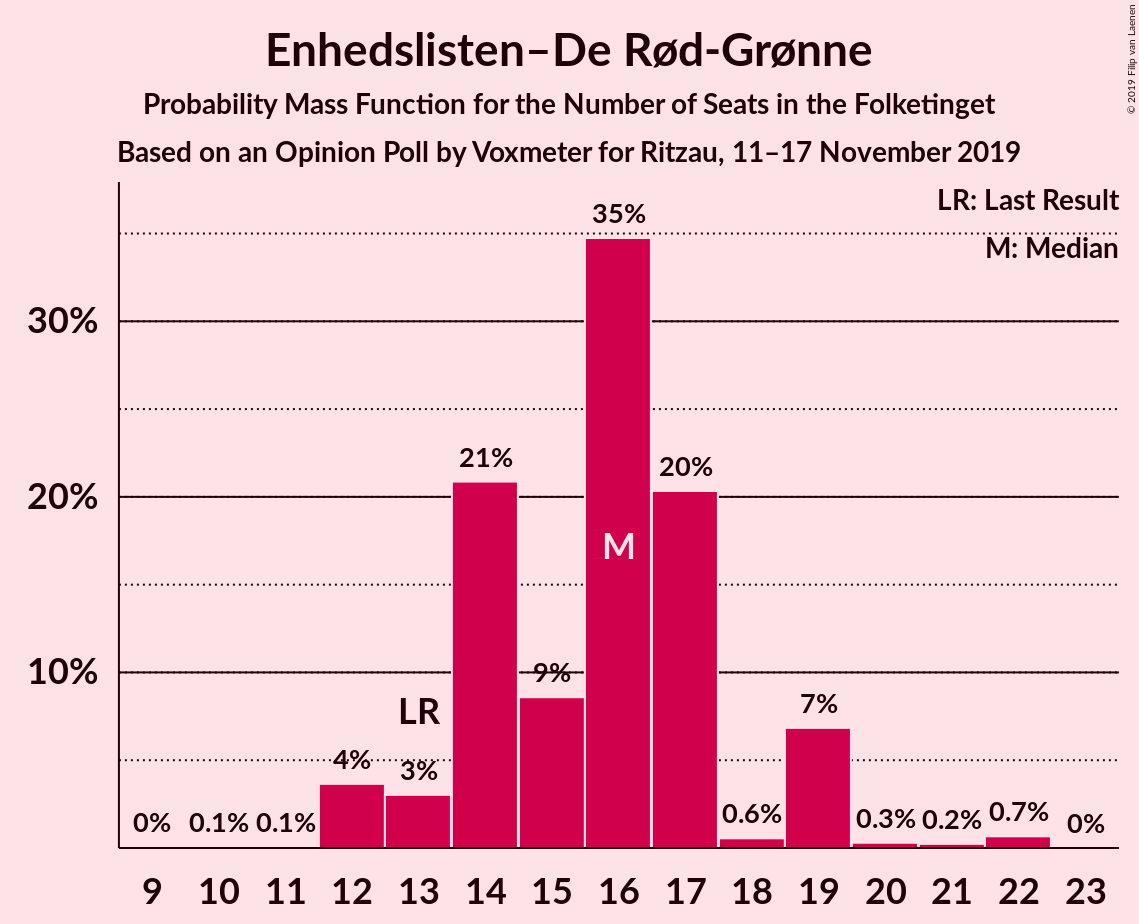 Enhedslisten–De Rød-Grønne
Probability Mass Function for the Number of Seats in the Folketinget
Based on an Opinion Poll by Voxmeter for Ritzau, 11–17 November 2019
© 2019 Filip van Laenen
LR: Last Result
M: Median
30%
20%
10%
0%
0.1%
0.1%
4%
3%
LR
21%
9%
35%
M
20%
0.6%
7%
0.3%
0.2%
0.7%
0%
9 10 11 12 13 14 15 16 17 18 19 20 21 22 23